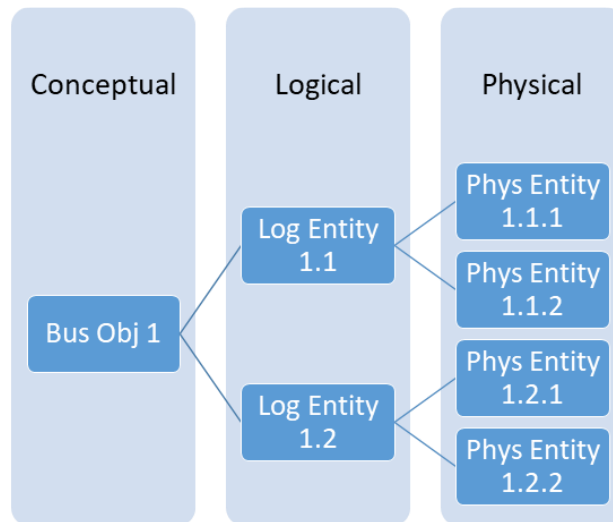 Conceptual
Logical
Physical
Bus Obj 1
Log Entity
1.1
Log Entity
1.2
Phys Entity
1.1.1
Phys Entity
1.1.2
Phys Entity
1.2.1
Phys Entity
1.2.2